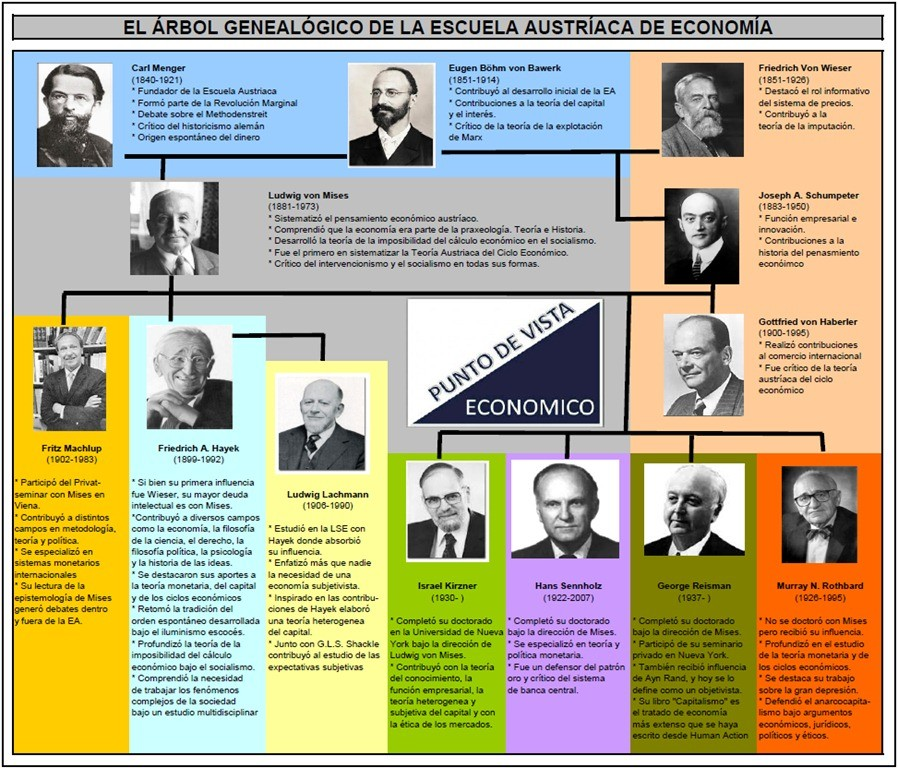 EL ÁRBOL GENEALÓGICO DE LA ESCUELA AUSTRÍACA DE ECONOMÍA
Carl Menger
(1840-1921)
* Fundador de la Escuela Austriaca
* Formó parte de la Revolución Marginal
* Debate sobre el Methodenstreit
* Crítico del historicismo alemán
* Origen espontáneo del dinero
Eugen Böhm von Bawerk
(1851-1914)
* Contribuyó al desarrollo inicial de la EA
* Contribuciones a la teoría del capital
y el interés.
* Crítico de la teoría de la explotación
de Marx
Friedrich Von Wieser
(1851-1926)
* Destacó el rol informativo
del sistema de precios.
* Contribuyó a la
teoría de la imputación.
Ludwig von Mises
(1881-1973)
* Sistematizó el pensamiento económico austríaco.
* Comprendió que la economía era parte de la praxeología. Teoría e Historia.
* Desarrolló la teoría de la imposibilidad del cálculo económico en el socialismo.
* Fue el primero en sistematizar la Teoría Austriaca del Ciclo Económico.
* Crítico del intervencionismo y el socialismo en todas sus formas.
Joseph A. Schumpeter
(1883-1950)
* Función empresarial e
innovación.
* Contribuciones a la
historia del penasmiento
econóimco
PUNTO DE VISTA
ECONOMICO
Gottfried von Haberler
(1900-1995)
* Realizó contribuciones
al comercio internacional
* Fue crítico de la teoría
austríaca del ciclo
económico
Fritz Machlup
(1902-1983)
* Participó del Privat-
seminar con Mises en
Viena.
* Contribuyó a distintos
campos en metodología,
teoría y política.
* Se especializó en
sistemas monetarios
internacionales
* Su lectura de la
epistemología de Mises
generó debates dentro
y fuera de la EA.
Friedrich A. Hayek
(1899-1992)
* Si bien su primera influencia
fue Wieser, su mayor deuda
intelectual es con Mises.
*Contribuyó a diversos campos
como la economía, la filosofía
de la ciencia, el derecho, la
filosofía política, la psicología
y la historia de las ideas.
* Se destacaron sus aportes a
la teoría monetaria, del capital
y de los ciclos económicos
* Retomó la tradición del
orden espontáneo desarrollada
bajo el iluminismo escocés.
* Profundizó la teoría de la
imposibilidad del cálculo
económico bajo el socialismo.
* Comprendió la necesidad
de trabajar los fenómenos
complejos de la sociedad
bajo un estudio multidisciplinar
Ludwig Lachmann
(1906-1990)
* Estudió en la LSE con
Hayek donde absorbió
su influencia.
* Enfatizó más que nadie
la necesidad de una
economía subjetivista.
* Inspirado en las contribu-
ciones de Hayek elaboró
una teoría heterogenea
del capital.
* Junto con G.L.S. Shackle
contribuyó al estudio de las
expectativas subjetivas
Israel Kirzner
(1930- )
* Completó su doctorado
en la Universidad de Nueva
York bajo la dirección de
Ludwig von Mises.
* Contribuyó con la teoría
del conocimiento, la
función empresarial, la
teoría heterogenea y
subjetiva del capital y con
la ética de los mercados.
Hans Sennholz
(1922-2007)
* Completó su doctorado
bajo la dirección de Mises.
* Se especializó en teoría y
política monetaria.
* Fue un defensor del patrón
oro y crítico del sistema
de banca central.
George Reisman
(1937- )
* Completó su doctorado
bajo la dirección de Mises.
* Participó de su seminario
privado en Nueva York.
* También recibió influencia
de Ayn Rand, y hoy se lo
define como un objetivista.
* Su libro "Capitalismo" es
el tratado de economía
más extenso que se haya
escrito desde Human Action
Murray N. Rothbard
(1926-1995)
* No se doctoró con Mises
pero recibió su influencia.
* Profundizó en el estudio
de la teoría monetaria y de
los ciclos económicos.
* Se destaca su trabajo
sobre la gran depresión.
* Defendió el anarcocapita-
lismo bajo argumentos
económicos, jurídicos,
políticos y éticos.